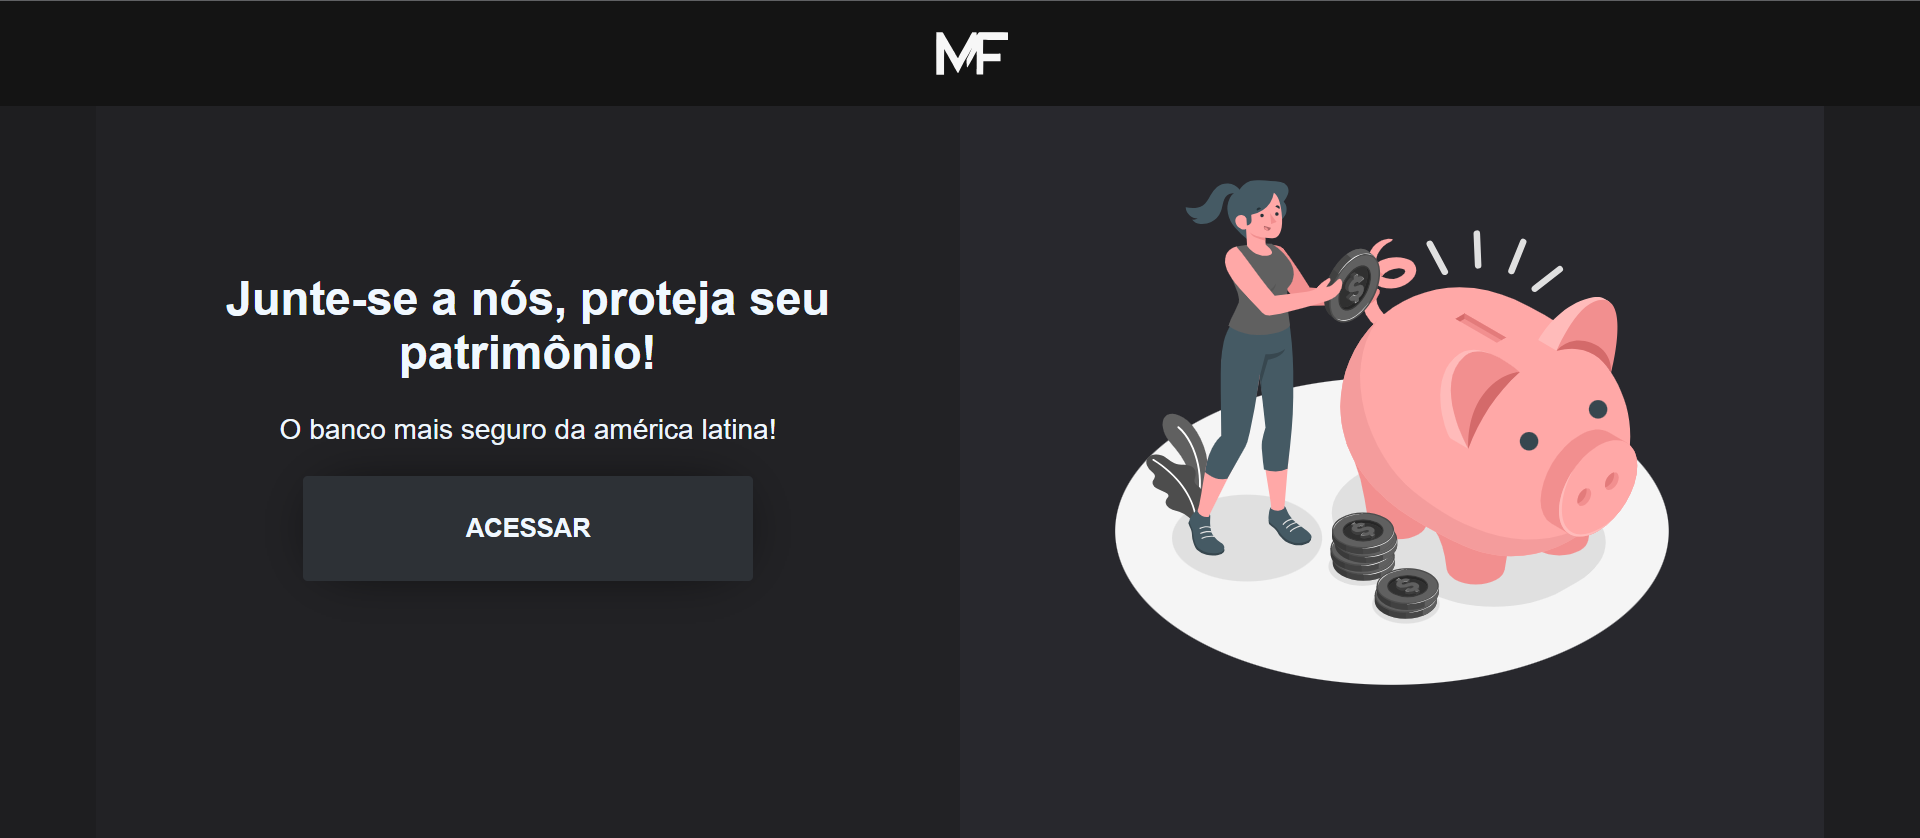 MF
Junte-se a nós, proteja seu
patrimônio!
O banco mais seguro da américa latina!
ACESSAR
$
$
$